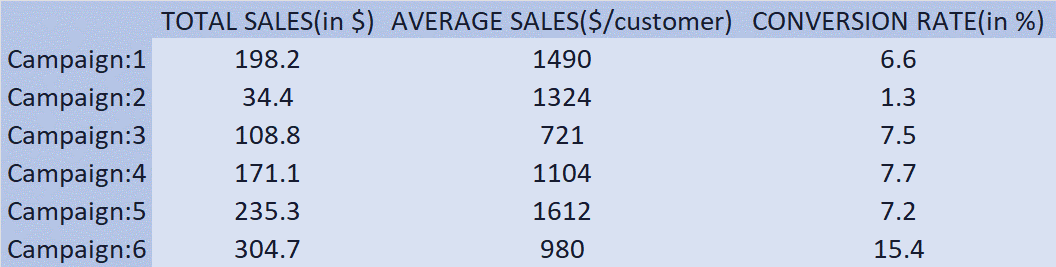 TOTAL SALES(in $) AVERAGE SALES($/customer) CONVERSION RATE(in %)
Campaign:1 198.2 1490 6.6
Campaign:2 34.4 1324 1.3
Campaign:3 108.8 721 7.5
Campaign:4 171.1 1104 7.7
Campaign:5 235.3 1612 7.2
Campaign:6 304.7 980 15.4